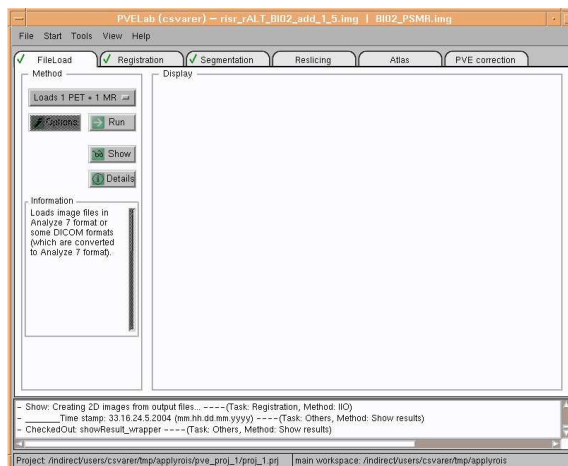 PVELab (csvarer) – risr_rALT_BI02_add_1_5.img | BI02_PSMR.img
File Start Tools View Help
FileLoad Registration Segmentation Reslicing Atlas PVE correction
Method
Display
Loads 1 PET + 1 MR
Options Run
Show
Details
Information
Loads image files in
Analyze 7 format or
some DICOM formats
(which are converted
to Analyze 7 format).
– Show: Creating 2D images from output files... ----(Task: Registration, Method: IIO)
– ______Time stamp: 33.16.24.5.2004 (mm.hh.dd.mm.yyyy) ----(Task: Others, Method: Show results)
– CheckedOut: showResult_wrapper ----(Task: Others, Method: Show results)
Project: /indirect/users/csvarer/tmp/applyrois/pve_proj_1/proj_1.prj main workspace: /indirect/users/csvarer/tmp/applyrois